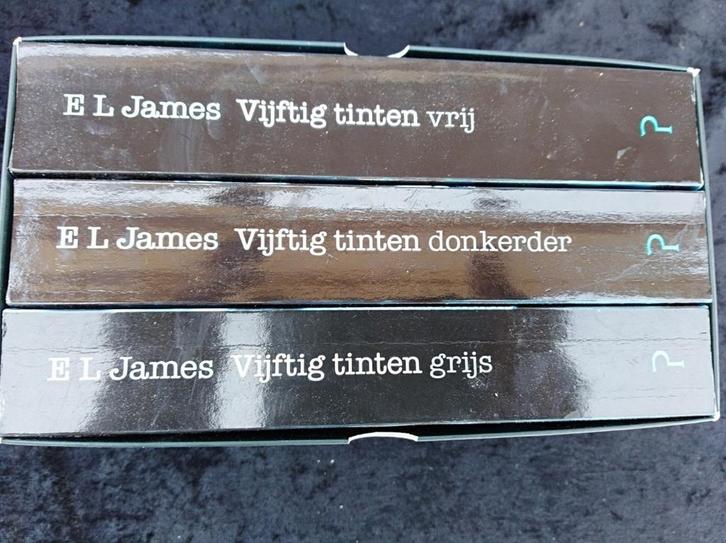 E L James Vijftig tinten vrij
E L James Vijftig tinten donkerder
E L James Vijftig tinten grijs